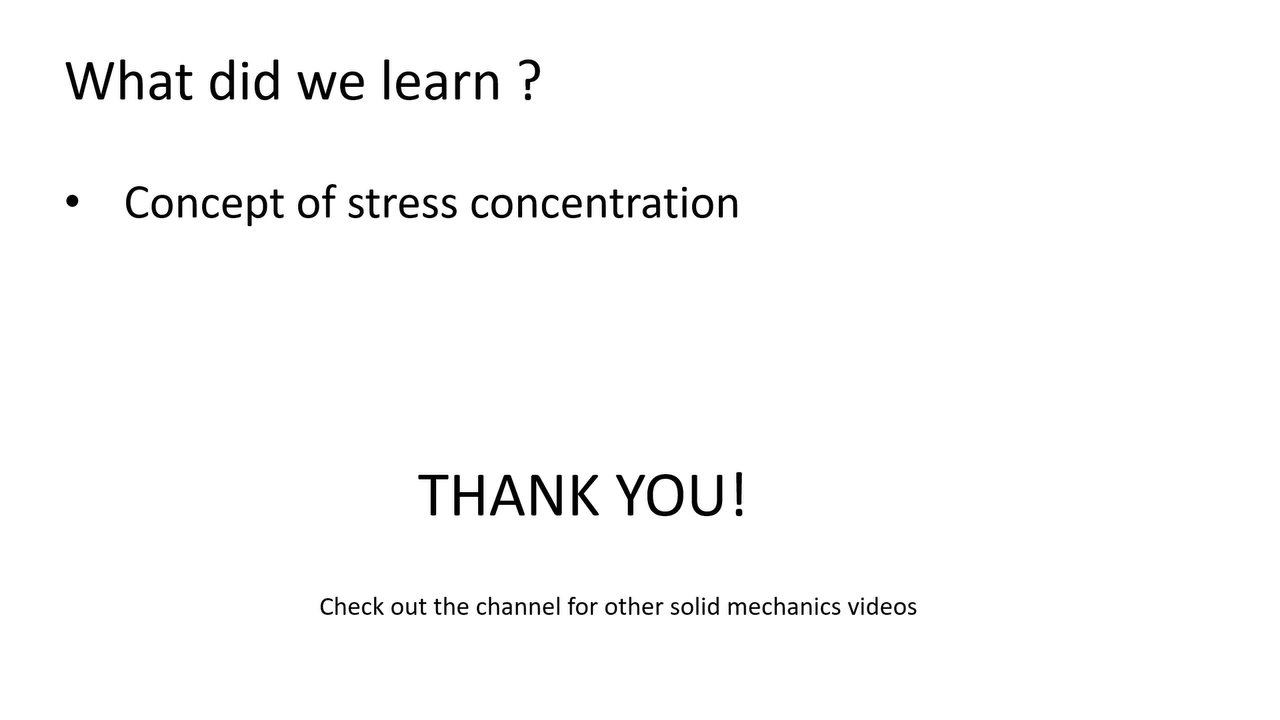 What did we learn ?
• Concept of stress concentration
THANK YOU!
Check out the channel for other solid mechanics videos